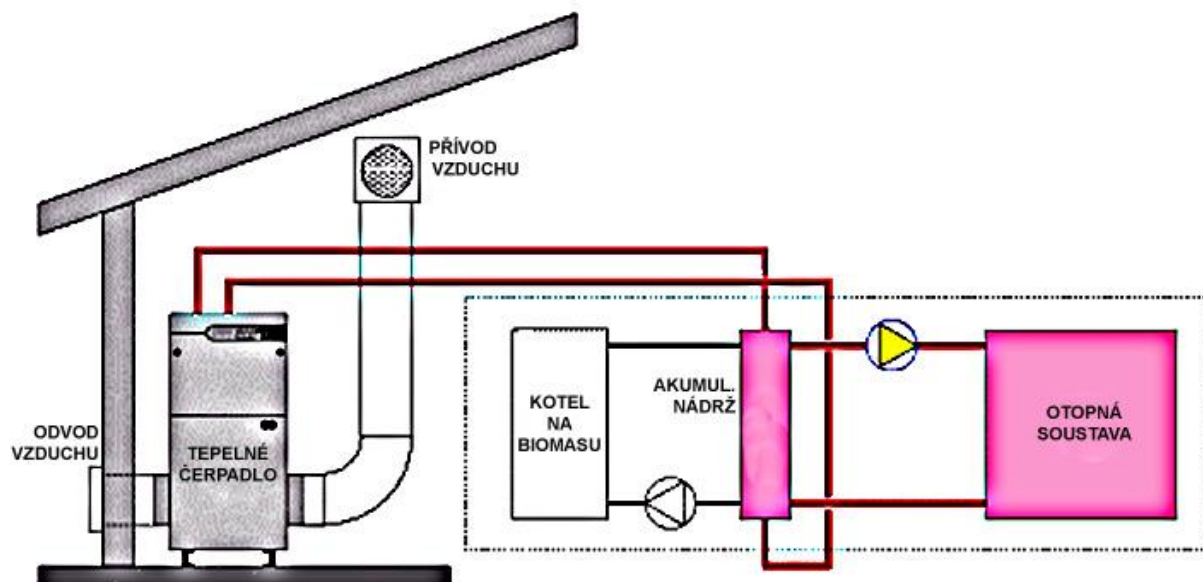 PŘÍVOD
VZDUCHU
ODVOD
VZDUCHU
TEPELNÉ
ČERPADLO
KOTEL
NA
BIOMASU
AKUMUL.
NÁDRŽ
OTOPNÁ
SOUSTAVA